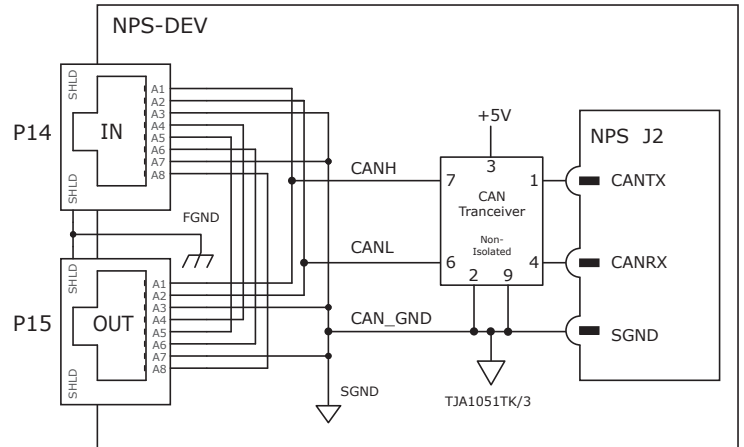 NPS-DEV
SHLD
P14
IN
A1
A2
A3
A4
A5
A6
A7
A8
SHLD
FGND
SHLD
P15
OUT
A1
A2
A3
A4
A5
A6
A7
A8
SHLD
CANH
CANL
CAN_GND
SGND
+5V
3
7
CAN
Tranceiver
1
Non-
Isolated
6
4
2 9
TJA1051TK/3
NPS J2
CANTX
CANRX
SGND